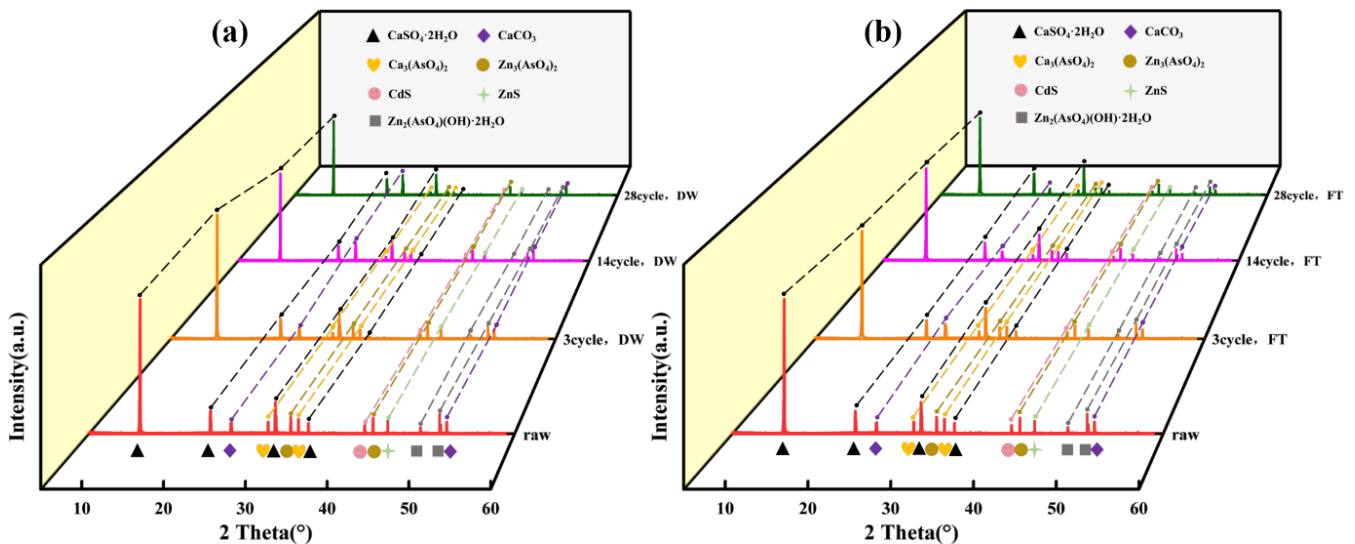 (a)
CaSO₄·2H₂O
CaCO₃
Ca₃(AsO₄)₂
Zn₃(AsO₄)₂
CdS
ZnS
Zn₂(AsO₄)(OH)·2H₂O
28cycle，DW
14cycle，DW
3cycle，DW
raw
Intensity(a.u.)
10 20 30 40 50 60
2 Theta(°)
(b)
CaSO₄·2H₂O
CaCO₃
Ca₃(AsO₄)₂
Zn₃(AsO₄)₂
CdS
ZnS
Zn₂(AsO₄)(OH)·2H₂O
28cycle，FT
14cycle，FT
3cycle，FT
raw
Intensity(a.u.)
10 20 30 40 50 60
2 Theta(°)